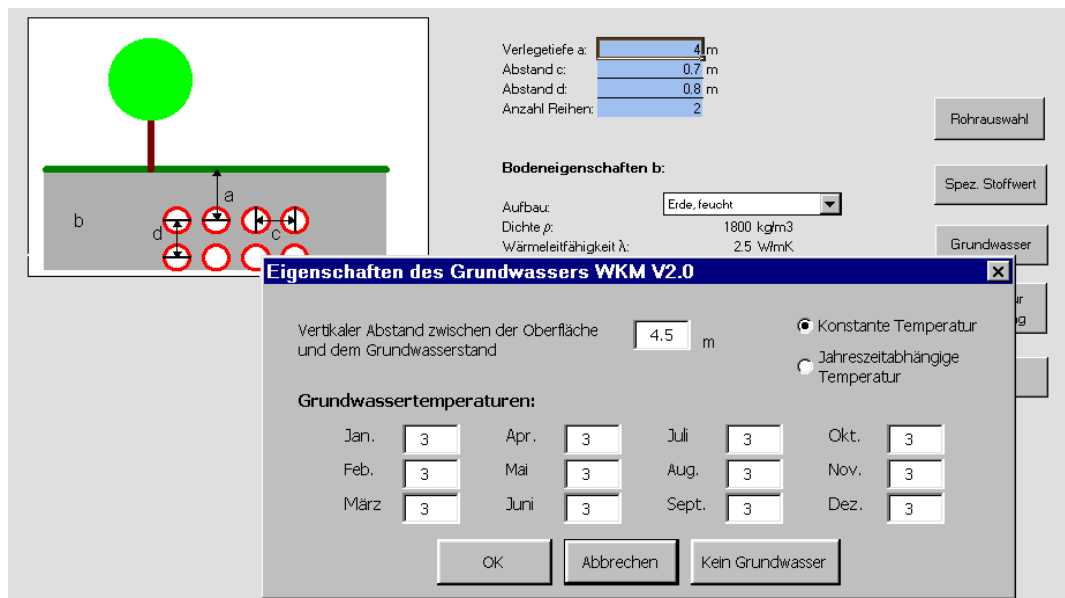 Verlegetiefe a: 4 m
Abstand c: 0.7 m
Abstand d: 0.8 m
Anzahl Reihen: 2
Rohrauswahl
Bodeneigenschaften b:
Spez. Stoffwert
a
b
c
d
Aufbau: Erde, feucht
Dichte ρ: 1800 kg/m3
Wärmeleitfähigkeit λ: 2.5 W/mK
Grundwasser
Eigenschaften des Grundwassers WKM V2.0
ur
g
Vertikaler Abstand zwischen der Oberfläche
und dem Grundwasserstand
4.5 m
Konstante Temperatur
Jahreszeitabhängige
Temperatur
Grundwassertemperaturen:
Jan. 3 Apr. 3 Juli 3 Okt. 3
Feb. 3 Mai 3 Aug. 3 Nov. 3
März 3 Juni 3 Sept. 3 Dez. 3
OK Abbrechen Kein Grundwasser